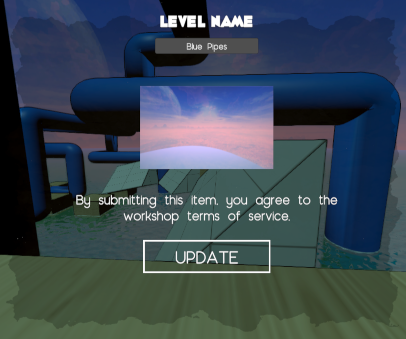 LEVEL NAME
Blue Pipes
By submitting this item, you agree to the
workshop terms of service.
UPDATE